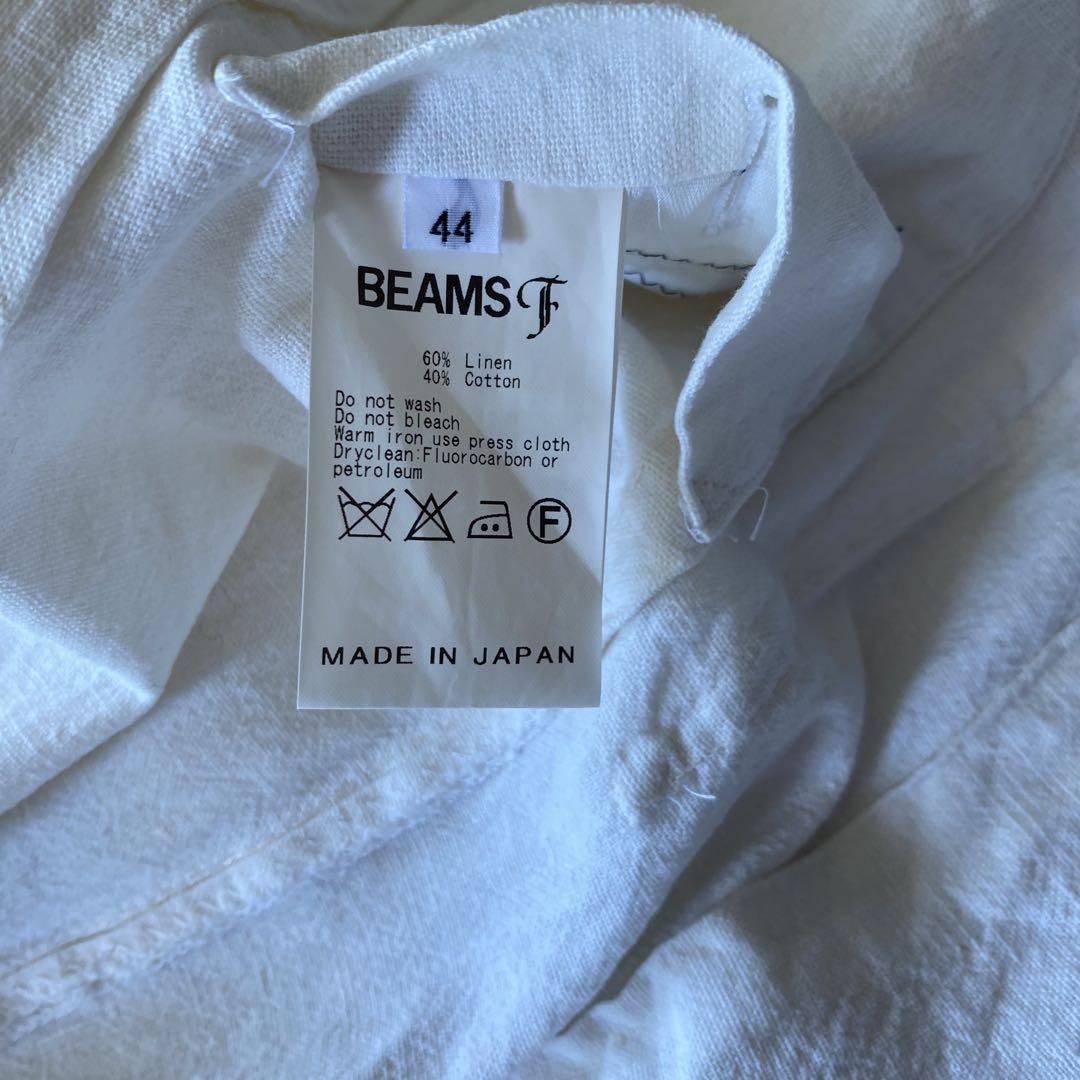 44
BEAMS F
60% Linen
40% Cotton
Do not wash
Do not bleach
Warm iron use press cloth
Dryclean:Fluorocarbon or
petroleum
F
MADE IN JAPAN